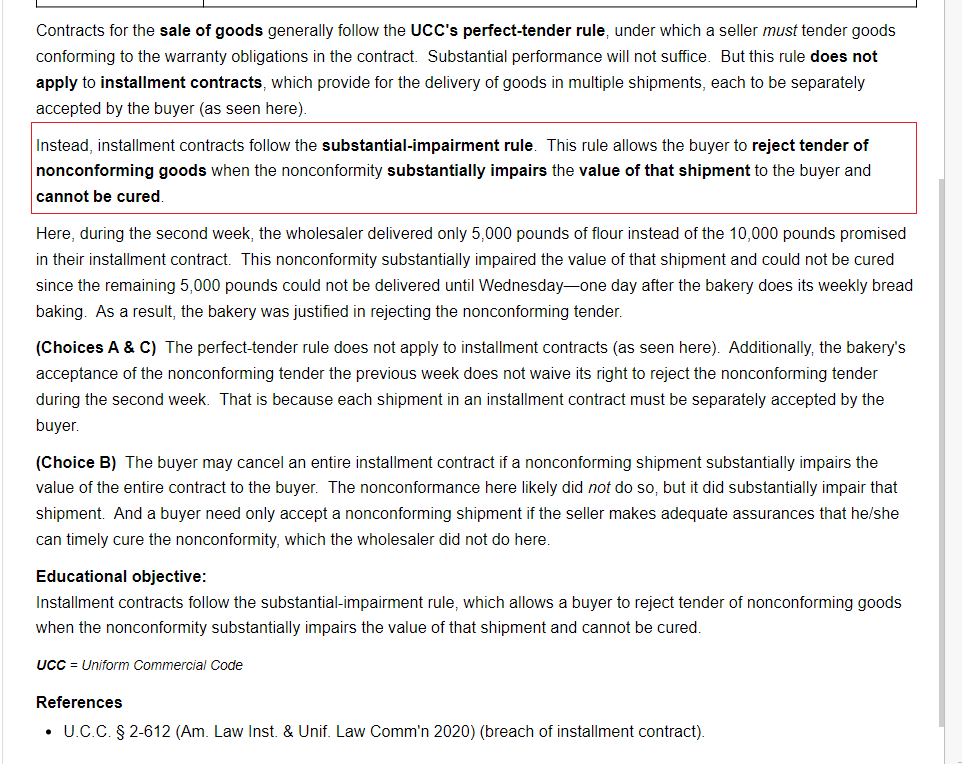 Contracts for the sale of goods generally follow the UCC's perfect-tender rule, under which a seller must tender goods
conforming to the warranty obligations in the contract.  Substantial performance will not suffice.  But this rule does not
apply to installment contracts, which provide for the delivery of goods in multiple shipments, each to be separately
accepted by the buyer (as seen here).
Instead, installment contracts follow the substantial-impairment rule.  This rule allows the buyer to reject tender of
nonconforming goods when the nonconformity substantially impairs the value of that shipment to the buyer and
cannot be cured.
Here, during the second week, the wholesaler delivered only 5,000 pounds of flour instead of the 10,000 pounds promised
in their installment contract.  This nonconformity substantially impaired the value of that shipment and could not be cured
since the remaining 5,000 pounds could not be delivered until Wednesday—one day after the bakery does its weekly bread
baking.  As a result, the bakery was justified in rejecting the nonconforming tender.
(Choices A & C)  The perfect-tender rule does not apply to installment contracts (as seen here).  Additionally, the bakery's
acceptance of the nonconforming tender the previous week does not waive its right to reject the nonconforming tender
during the second week.  That is because each shipment in an installment contract must be separately accepted by the
buyer.
(Choice B)  The buyer may cancel an entire installment contract if a nonconforming shipment substantially impairs the
value of the entire contract to the buyer.  The nonconformance here likely did not do so, but it did substantially impair that
shipment.  And a buyer need only accept a nonconforming shipment if the seller makes adequate assurances that he/she
can timely cure the nonconformity, which the wholesaler did not do here.
Educational objective:
Installment contracts follow the substantial-impairment rule, which allows a buyer to reject tender of nonconforming goods
when the nonconformity substantially impairs the value of that shipment and cannot be cured.
UCC = Uniform Commercial Code
References
• U.C.C. § 2-612 (Am. Law Inst. & Unif. Law Comm'n 2020) (breach of installment contract).